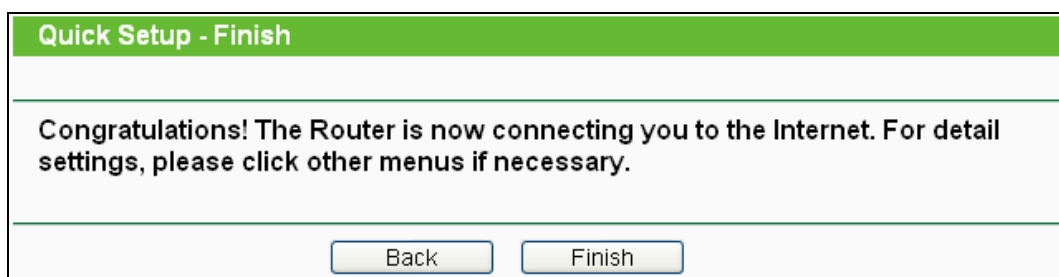 Quick Setup - Finish
Congratulations! The Router is now connecting you to the Internet. For detail
settings, please click other menus if necessary.
Back Finish